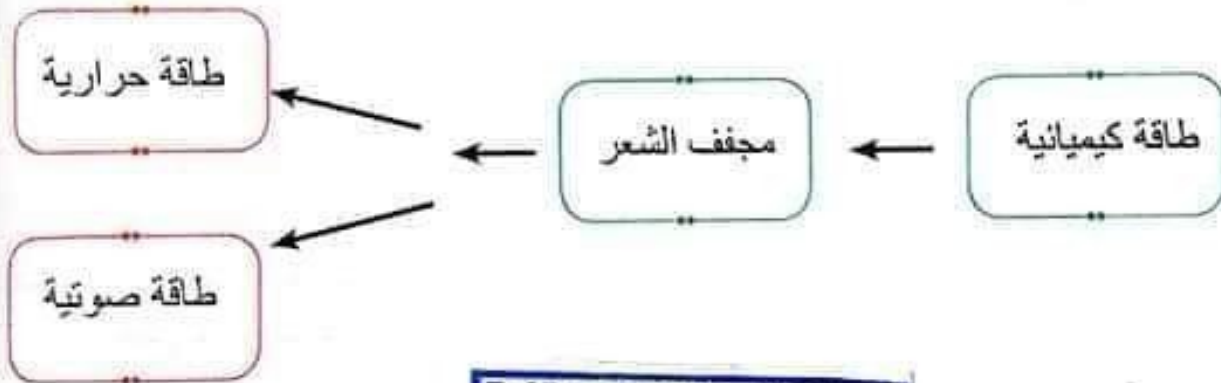 طاقة كيميائية
مجفف الشعر
طاقة حرارية
طاقة صوتية